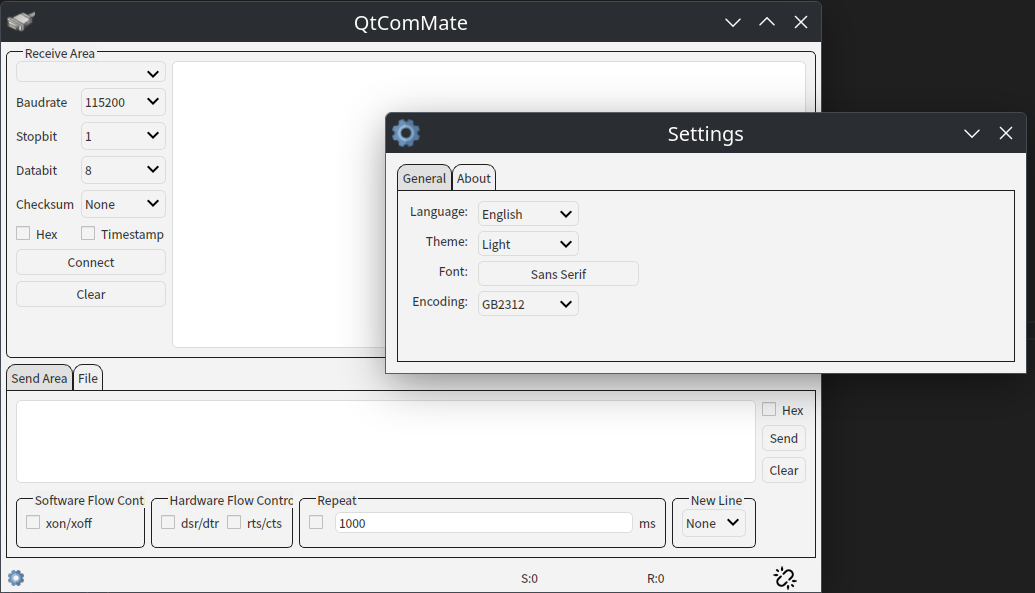 QtComMate
Receive Area
Baudrate 115200
Stopbit 1
Databit 8
Checksum None
Hex Timestamp
Connect
Clear
Settings
General About
Language: English
Theme: Light
Font: Sans Serif
Encoding: GB2312
Send Area File
Hex
Send
Clear
Software Flow Cont
xon/xoff
Hardware Flow Contro
dsr/dtr rts/cts
Repeat
1000 ms
New Line
None
S:0 R:0